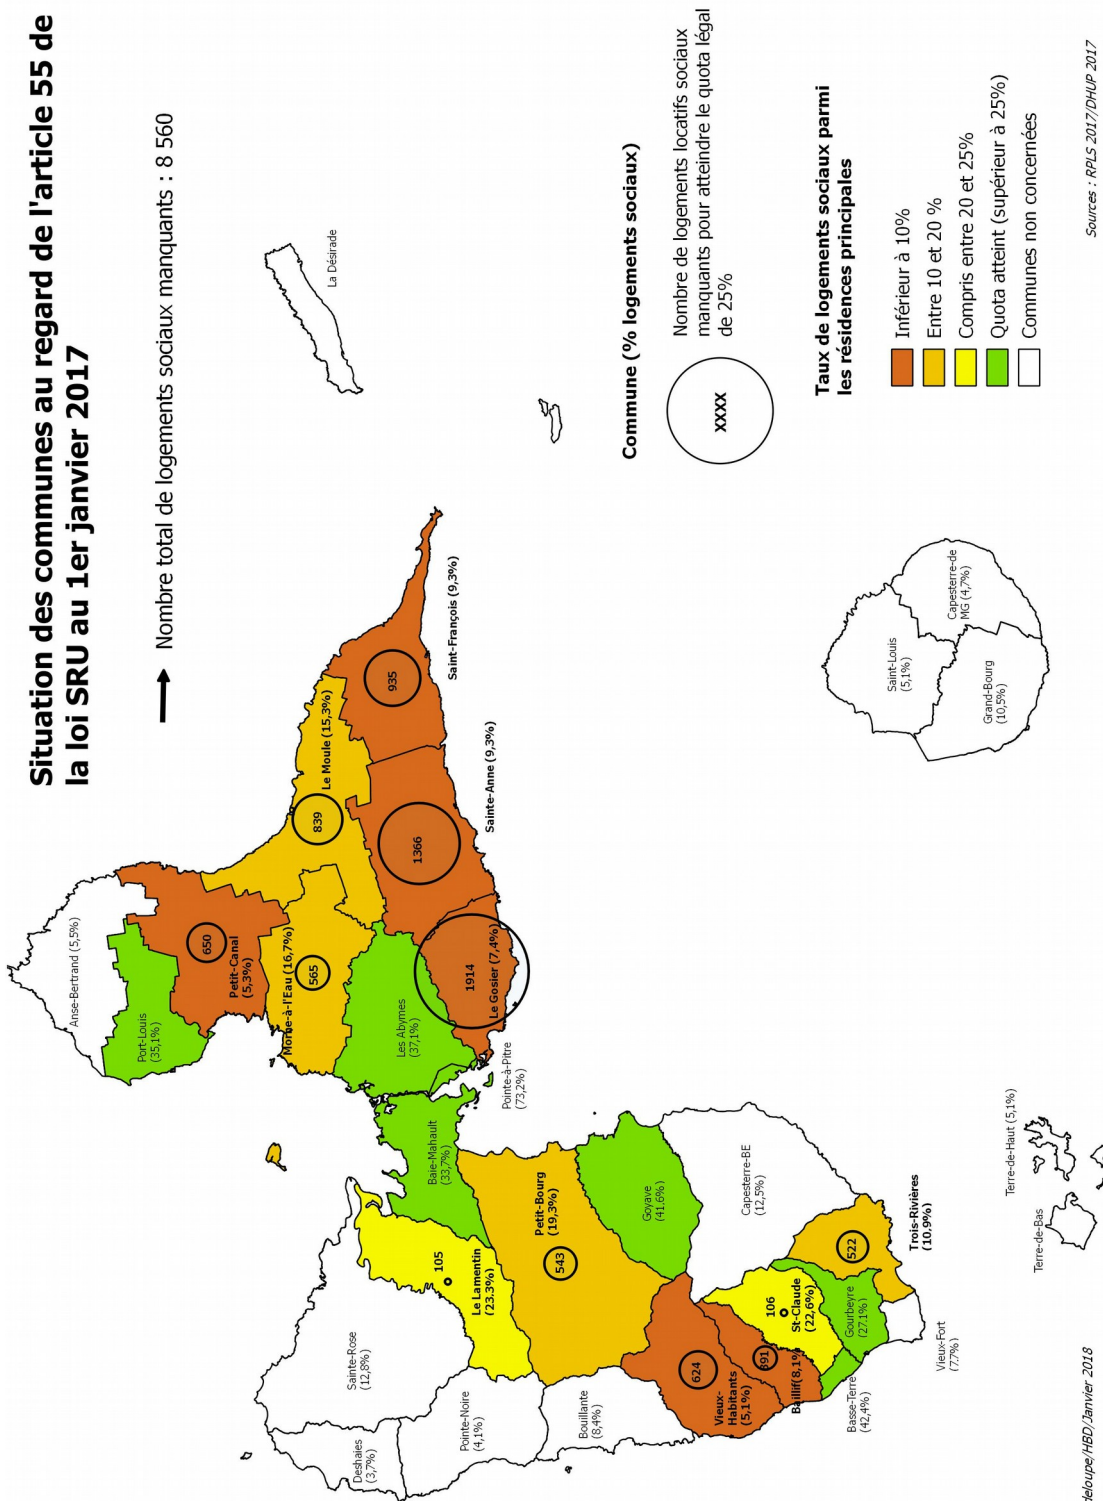 Situation des communes au regard de l'article 55 de
la loi SRU au 1er janvier 2017
Nombre total de logements sociaux manquants : 8 560
La Désirade
Anse-Bertrand (5,5%)
Port-Louis
(35,1%)
650
Petit-Canal
(5,3%)
Morne-à-l'Eau (16,7%)
565
839
Le Moule (15,3%)
935
Saint-François (9,3%)
1366
Sainte-Anne (9,3%)
1914
Le Gosier (7,4%)
Les Abymes
(37,1%)
Pointe-à-Pitre
(73,2%)
Baie-Mahault
(33,7%)
105
Le Lamentin
(23,3%)
Sainte-Rose
(12,8%)
Deshaies
(3,7%)
Pointe-Noire
(4,1%)
Bouillante
(8,4%)
Petit-Bourg
(19,3%)
543
Goyave
(41,6%)
Capesterre-BE
(12,5%)
624
Vieux-
Habitants
(5,1%)
391
Baillif(8,1%
106
St-Claude
(22,6%)
Gourbeyre
(27,1%)
Basse-Terre
(42,4%)
Vieux-Fort
(7,7%
522
Trois-Rivières
(10,9%)
Terre-de-Haut (5,1%)
Terre-de-Bas
Saint-Louis
(5,1%)
Capesterre-de
MG (4,7%)
Grand-Bourg
(10,5%)
Commune (% logements sociaux)
xxxx
Nombre de logements locatifs sociaux
manquants pour atteindre le quota légal
de 25%
Taux de logements sociaux parmi
les résidences principales
Inférieur à 10%
Entre 10 et 20 %
Compris entre 20 et 25%
Quota atteint (supérieur à 25%)
Communes non concernées
Sources : RPLS 2017/DHUP 2017
deloupe/HBD/Janvier 2018